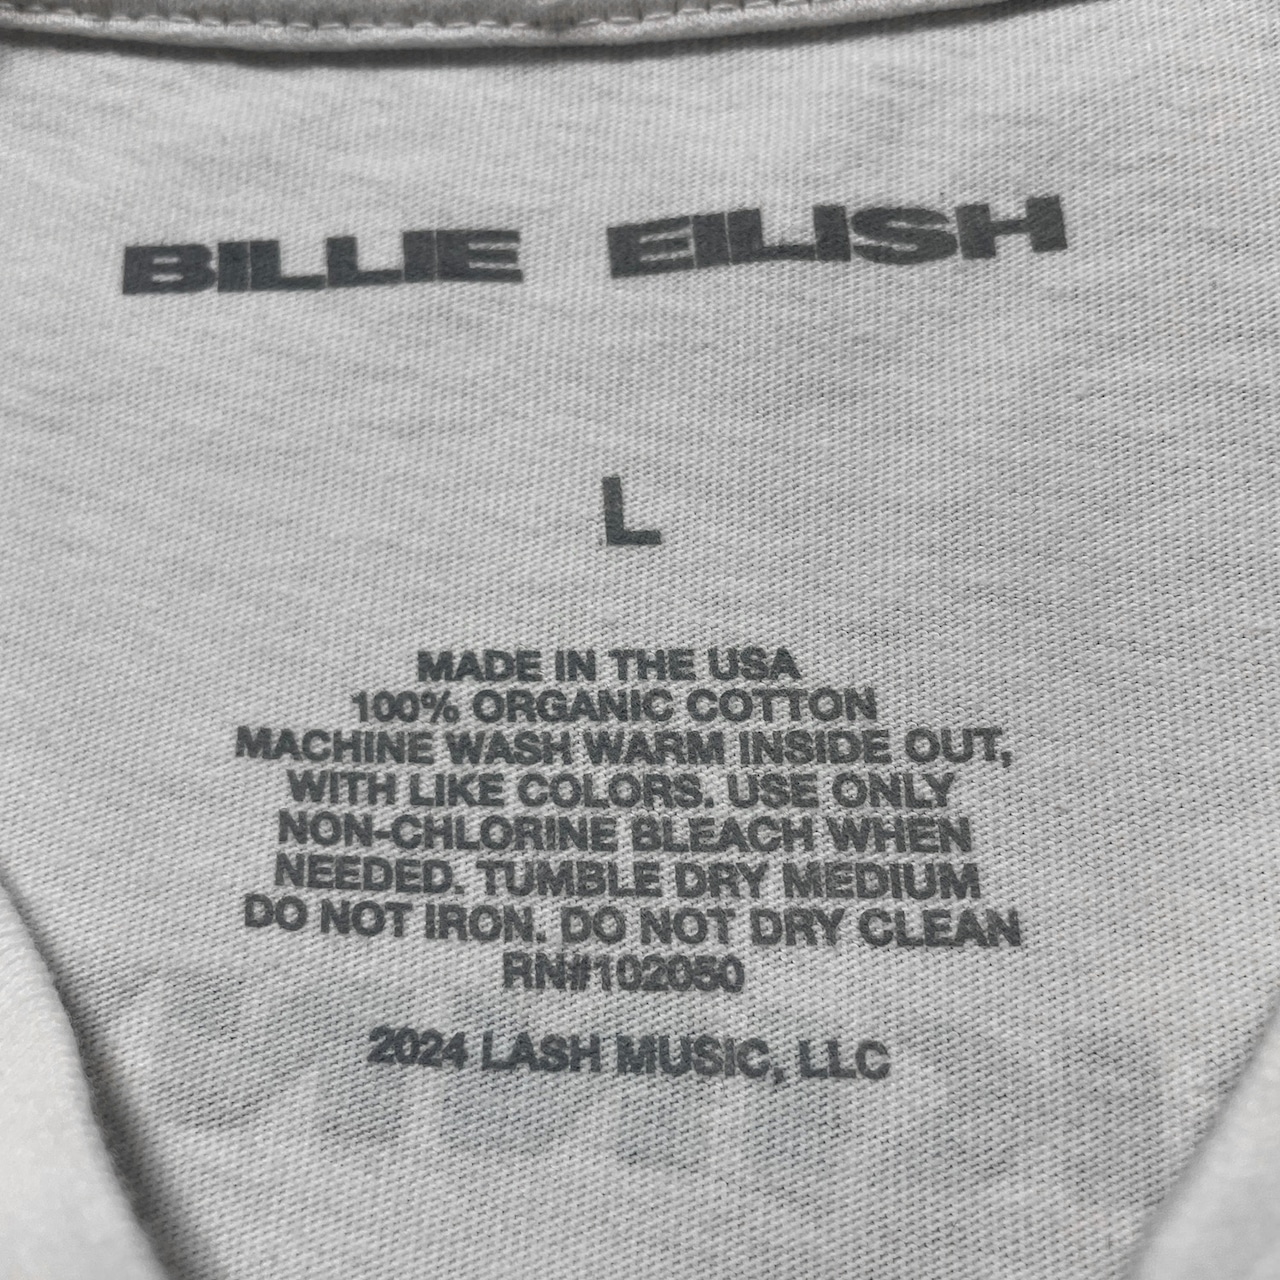 BILLIE EILISH
L
MADE IN THE USA
100% ORGANIC COTTON
MACHINE WASH WARM INSIDE OUT,
WITH LIKE COLORS. USE ONLY
NON-CHLORINE BLEACH WHEN
NEEDED. TUMBLE DRY MEDIUM
DO NOT IRON. DO NOT DRY CLEAN
RN#102050
2024 LASH MUSIC, LLC